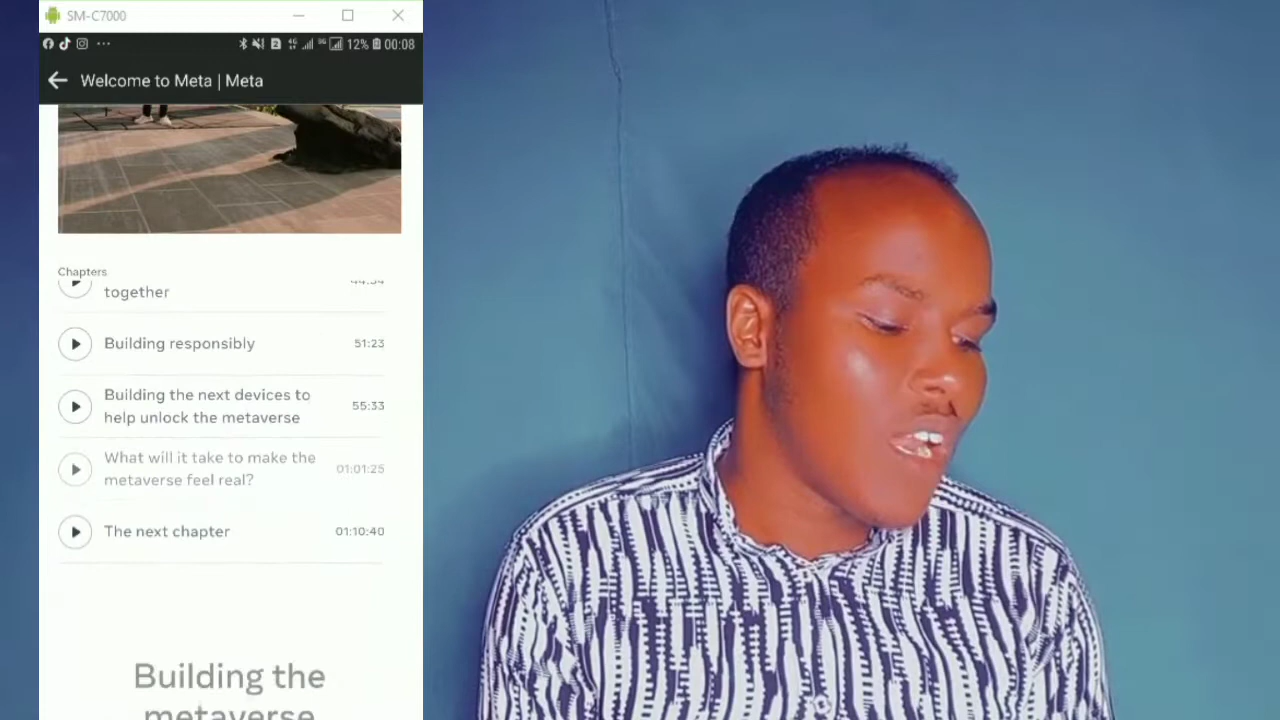 SM-C7000
12% 00:08
Welcome to Meta | Meta
Chapters
together
Building responsibly 51:23
Building the next devices to 55:33
help unlock the metaverse
What will it take to make the 01:01:25
metaverse feel real?
The next chapter 01:10:40
Building the
metaverse